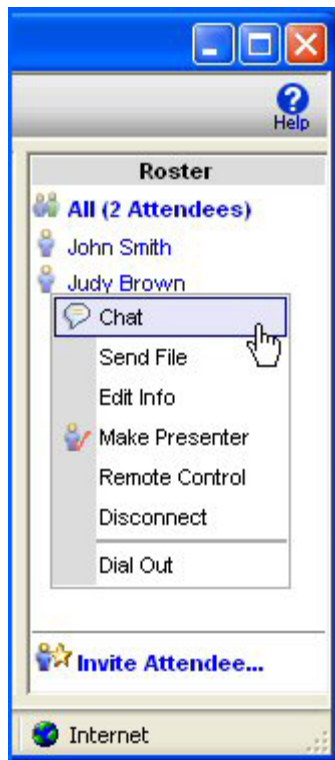 Help
Roster
All (2 Attendees)
John Smith
Judy Brown
Chat
Send File
Edit Info
Make Presenter
Remote Control
Disconnect
Dial Out
Invite Attendee...
Internet